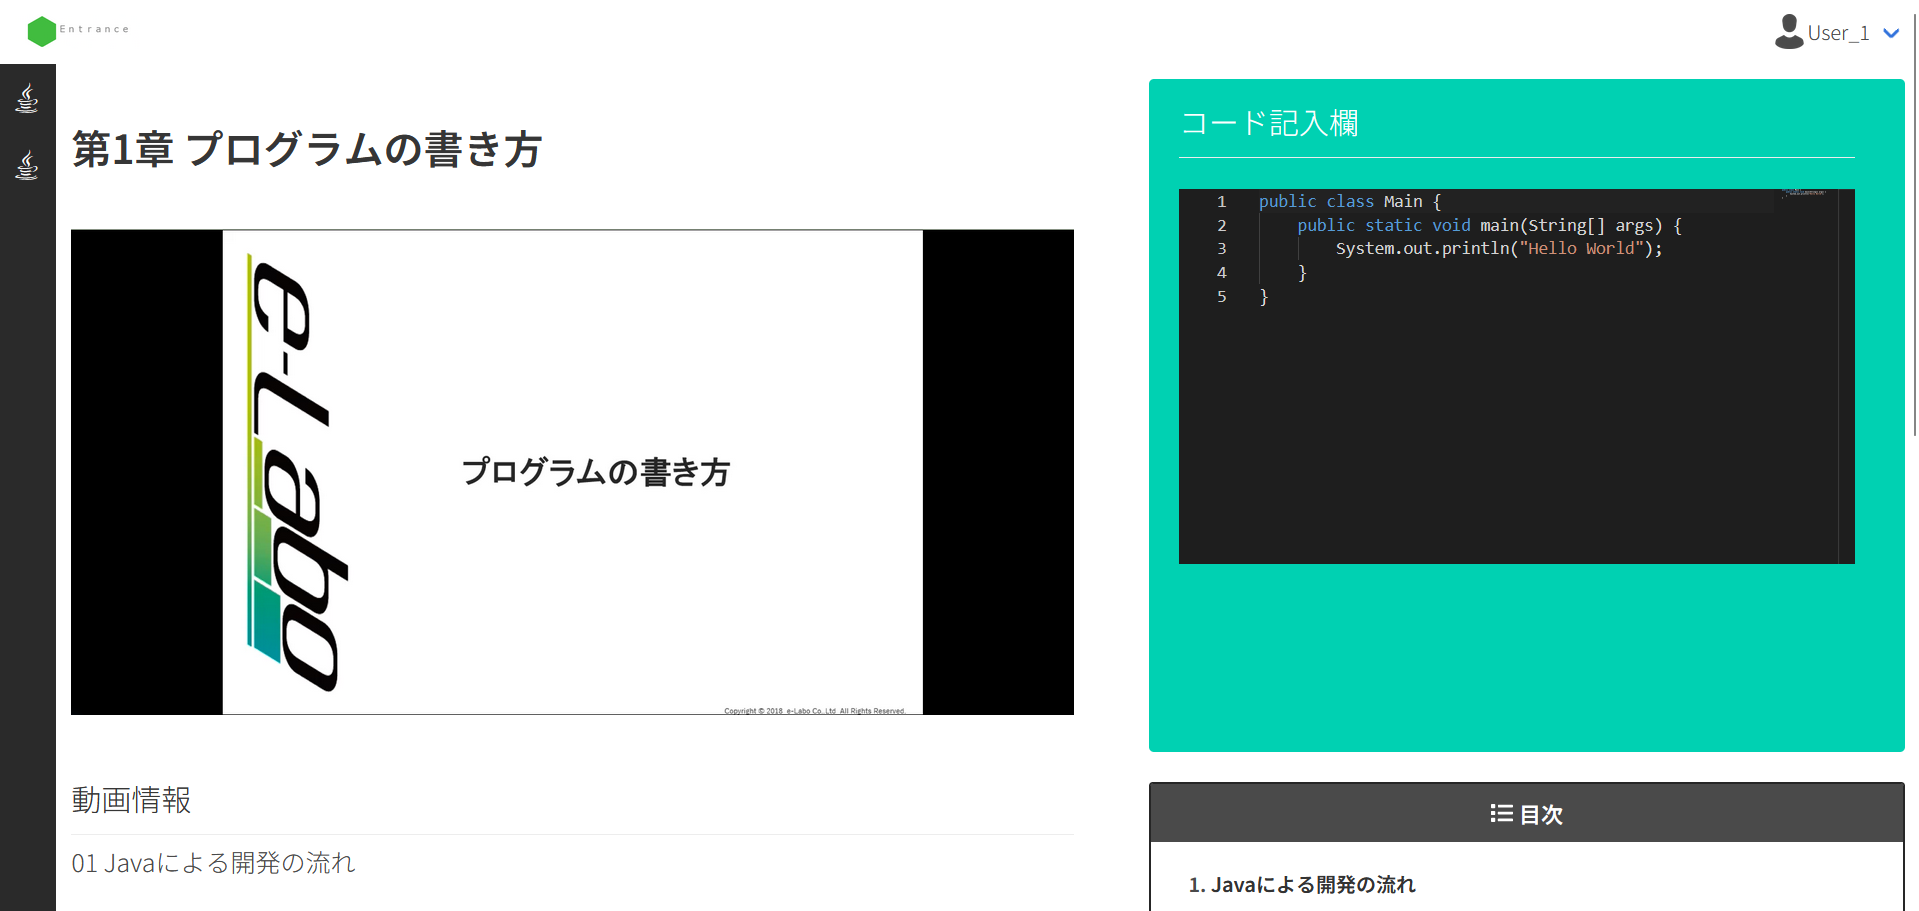 Entrance
User_1
第1章 プログラムの書き方
e-Labo
プログラムの書き方
Copyright © 2018 e-Labo Co.,Ltd All Rights Reserved.
動画情報
01 Javaによる開発の流れ
コード記入欄
1 public class Main {
2     public static void main(String[] args) {
3         System.out.println("Hello World");
4     }
5 }
目次
1. Javaによる開発の流れ